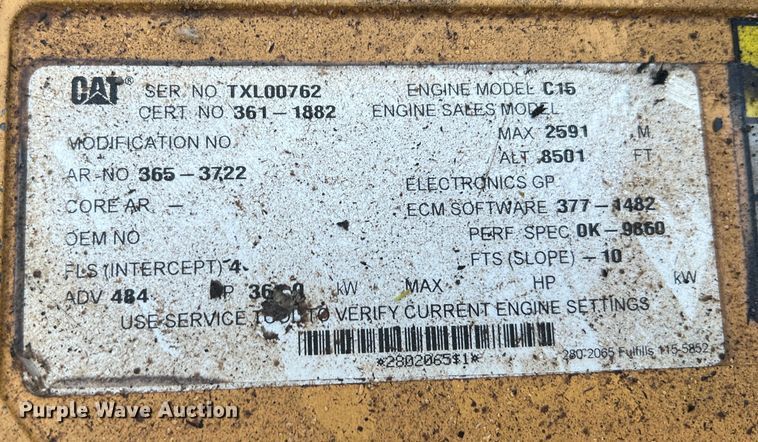 CAT® SER. NO TXL00762 ENGINE MODEL C15
CERT. NO 361-1882 ENGINE SALES MODEL
MODIFICATION NO. MAX 2591 M
AR-NO 365-3722 ALT 8501 FT
CORE AR. - ELECTRONICS GP
OEM NO ECM SOFTWARE 377-1482
PERF SPEC 0K-9860
FLS (INTERCEPT) 4 FTS (SLOPE) -10
ADV 484 kW MAX HP kW
USE SERVICE TO VERIFY CURRENT ENGINE SETTINGS
*2802065$1* 280-2065 Fulfills 115-5852
Purple Wave Auction